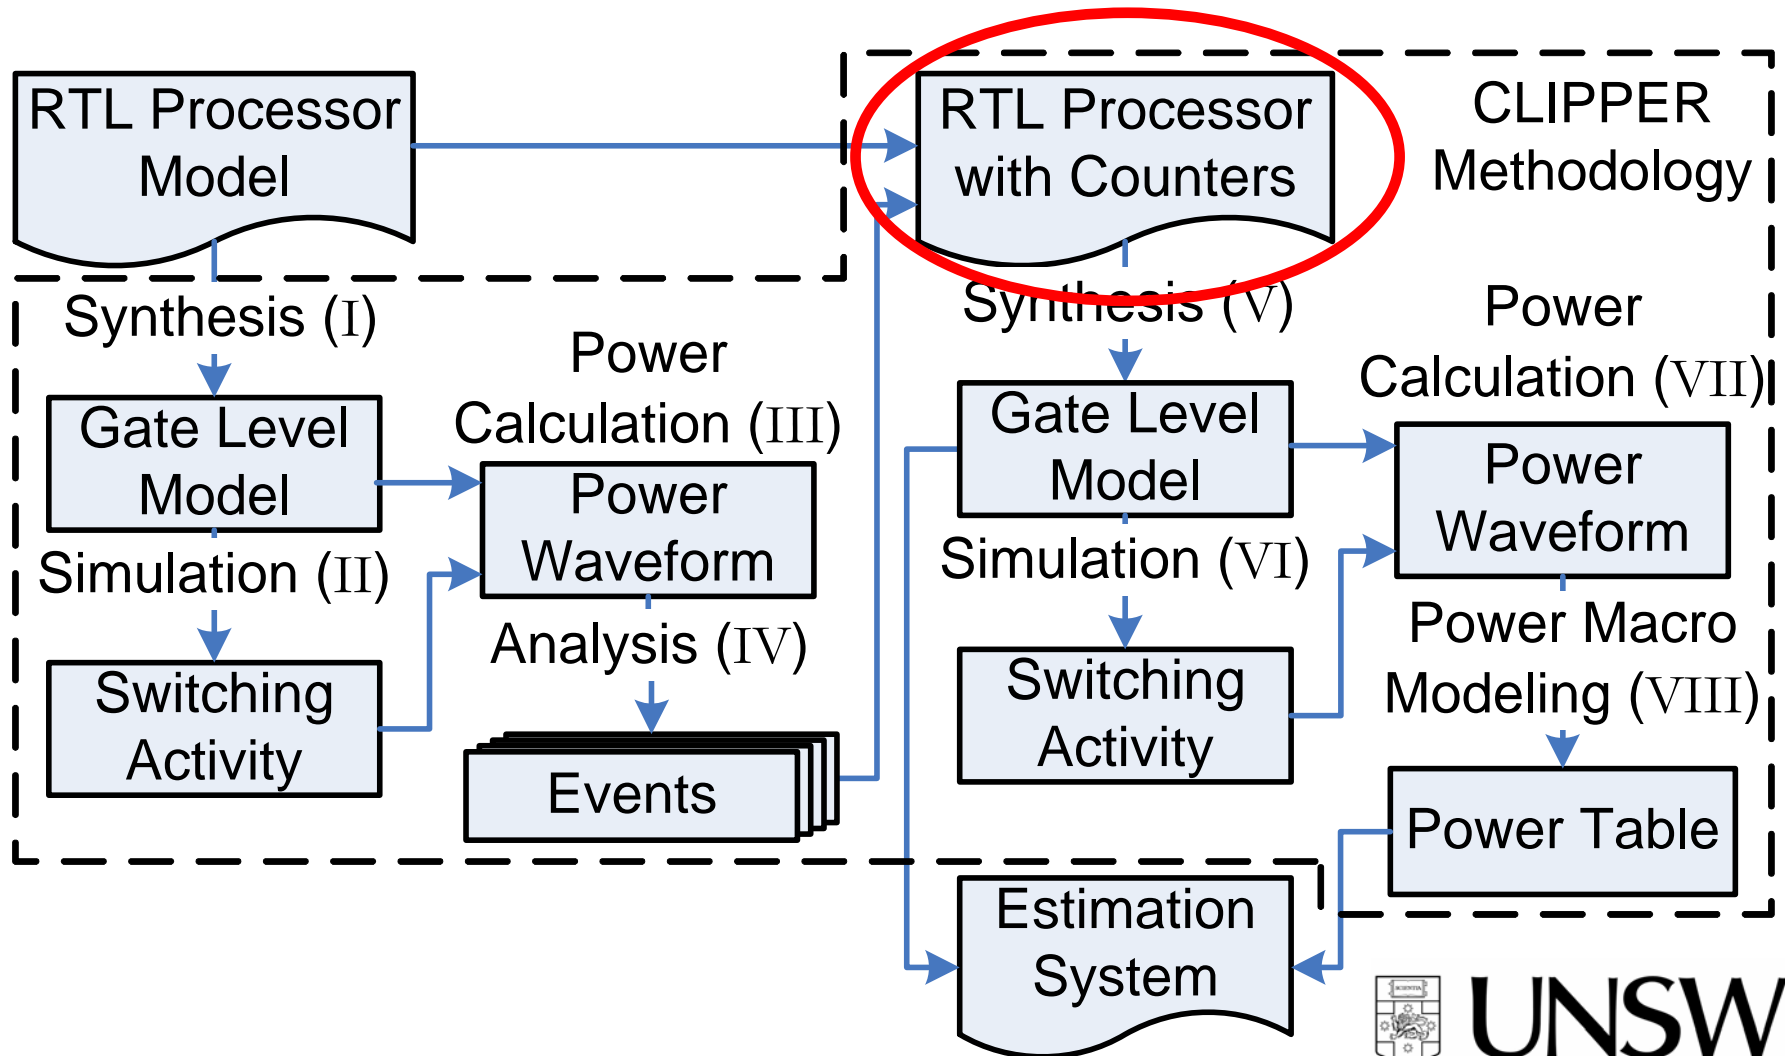 RTL Processor
Model
RTL Processor
with Counters
CLIPPER
Methodology
Synthesis (I)
Gate Level
Model
Simulation (II)
Switching
Activity
Power
Calculation (III)
Power
Waveform
Analysis (IV)
Events
Synthesis (V)
Gate Level
Model
Simulation (VI)
Switching
Activity
Power
Calculation (VII)
Power
Waveform
Power Macro
Modeling (VIII)
Power Table
Estimation
System
SCIENTIA
UNSW